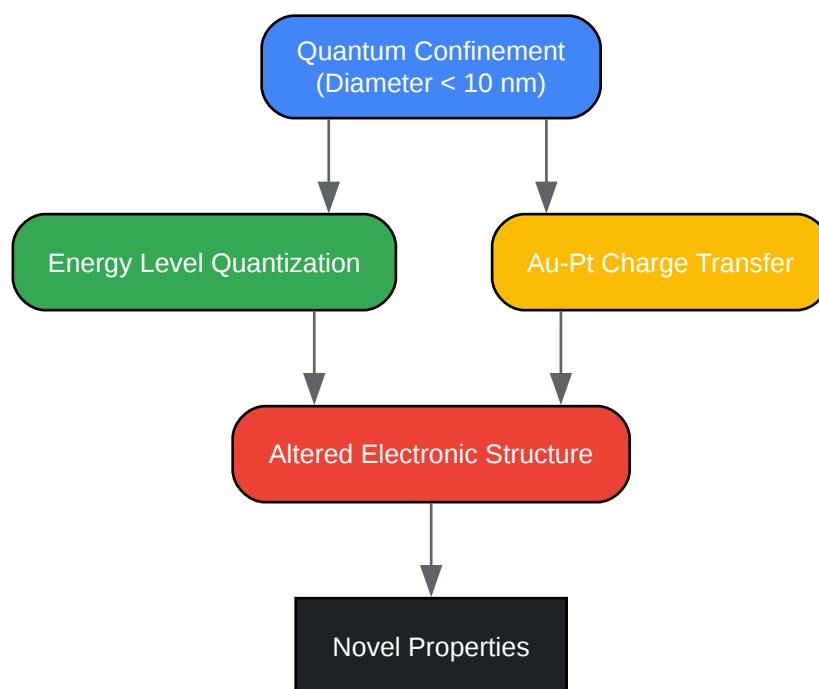 Quantum Confinement
(Diameter < 10 nm)
Energy Level Quantization
Au-Pt Charge Transfer
Altered Electronic Structure
Novel Properties